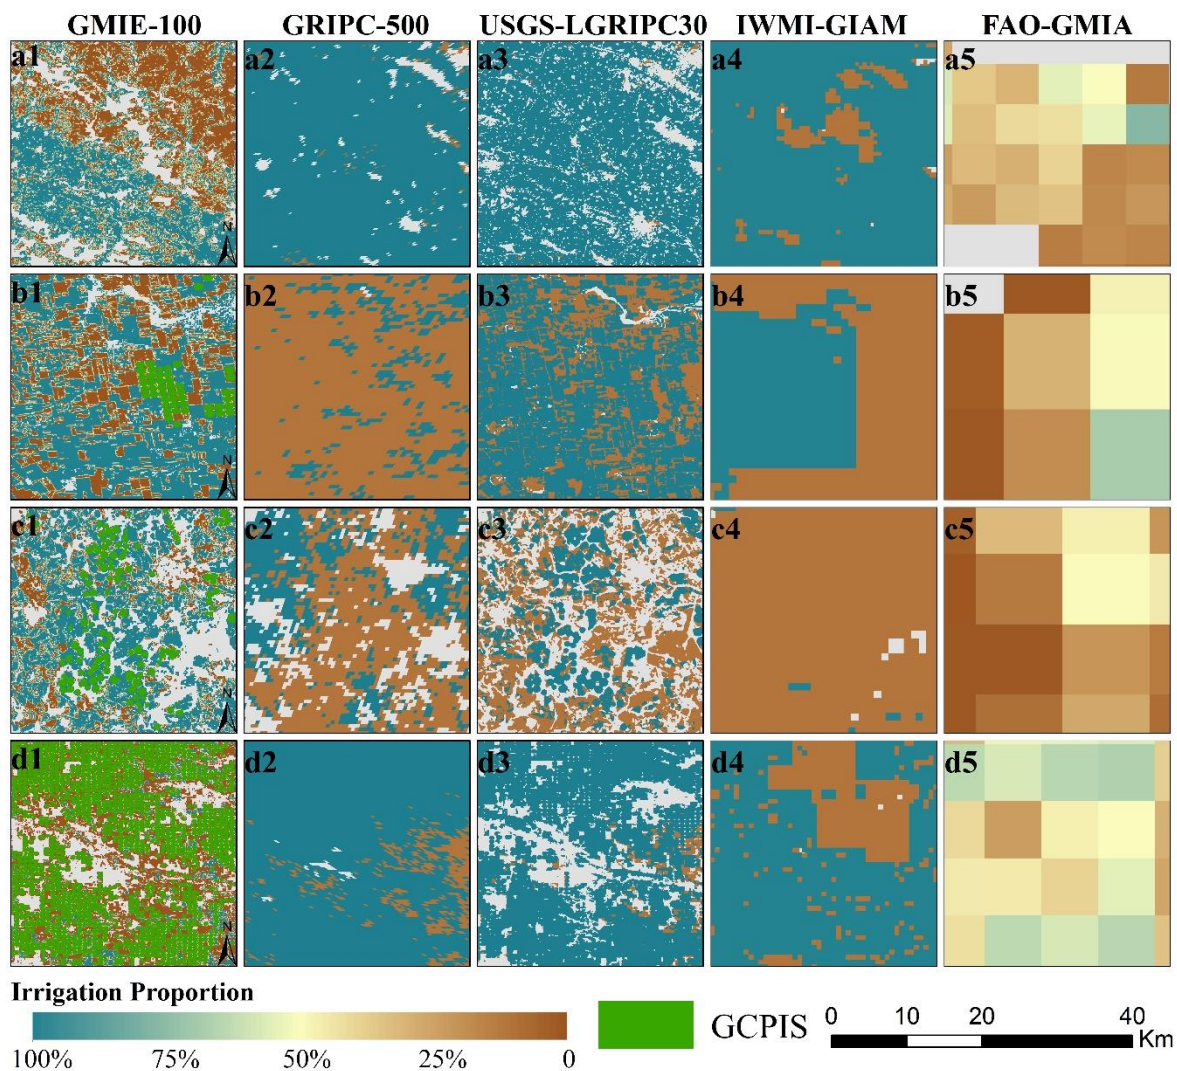 GMIE-100 GRIPC-500 USGS-LGRIPC30 IWMI-GIAM FAO-GMIA
a1 a2 a3 a4 a5
N
b1 b2 b3 b4 b5
N
c1 c2 c3 c4 c5
N
d1 d2 d3 d4 d5
N
Irrigation Proportion
GCPIS 0 10 20 40
Km
100% 75% 50% 25% 0